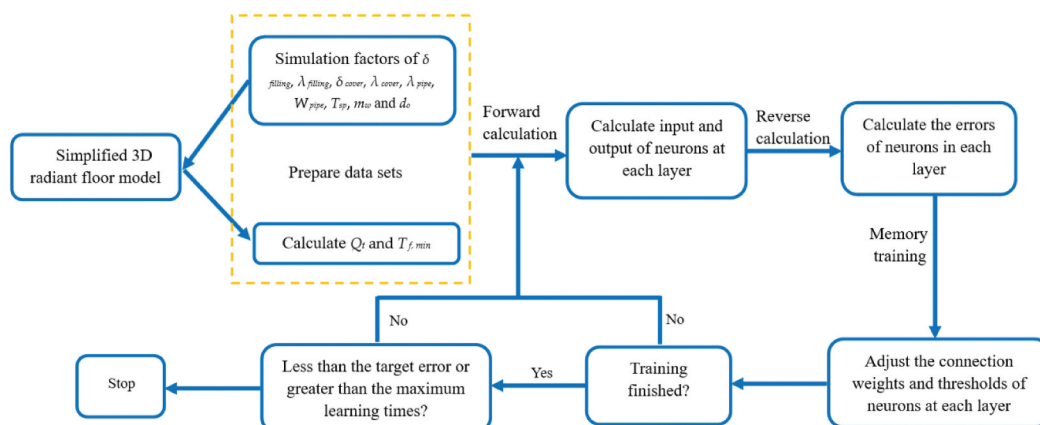 Simulation factors of δ
filling, λ filling, δ cover, λ cover, λ pipe,
W pipe, T sp, m w and d o
Simplified 3D
radiant floor model
Prepare data sets
Calculate Q t and T f, min
Forward
calculation
Calculate input and
output of neurons at
each layer
Reverse
calculation
Calculate the errors
of neurons in each
layer
Memory
training
Adjust the connection
weights and thresholds of
neurons at each layer
Training
finished?
No
Yes
Less than the target error or
greater than the maximum
learning times?
No
Stop